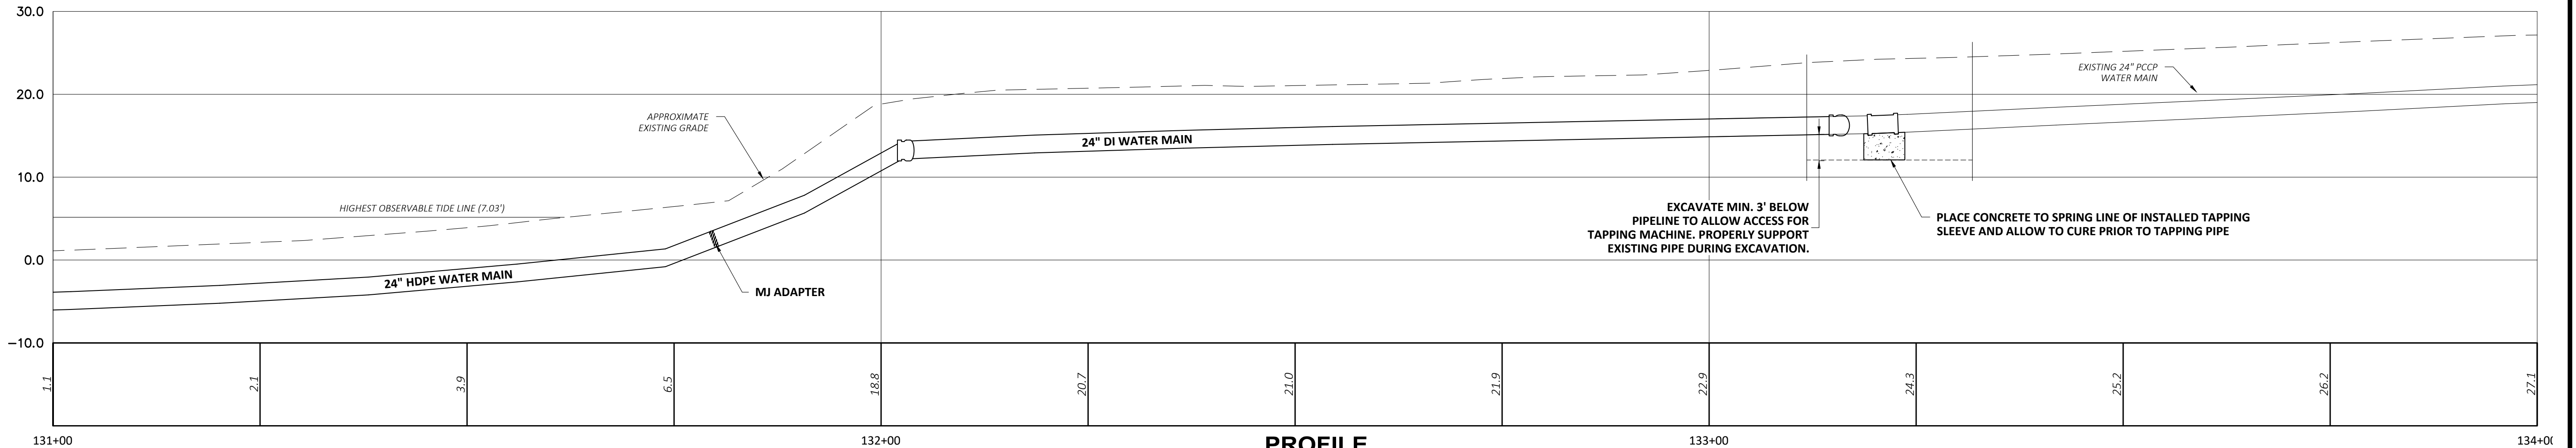 30.0
20.0
10.0
0.0
−10.0
APPROXIMATE
EXISTING GRADE
HIGHEST OBSERVABLE TIDE LINE (7.03')
24" HDPE WATER MAIN
MJ ADAPTER
24" DI WATER MAIN
EXISTING 24" PCCP
WATER MAIN
EXCAVATE MIN. 3' BELOW
PIPELINE TO ALLOW ACCESS FOR
TAPPING MACHINE. PROPERLY SUPPORT
EXISTING PIPE DURING EXCAVATION.
PLACE CONCRETE TO SPRING LINE OF INSTALLED TAPPING
SLEEVE AND ALLOW TO CURE PRIOR TO TAPPING PIPE
1.1
2.1
3.9
6.5
18.8
20.7
21.0
21.9
22.9
24.3
25.2
26.2
27.1
131+00
132+00
PROFILE
133+00
134+00